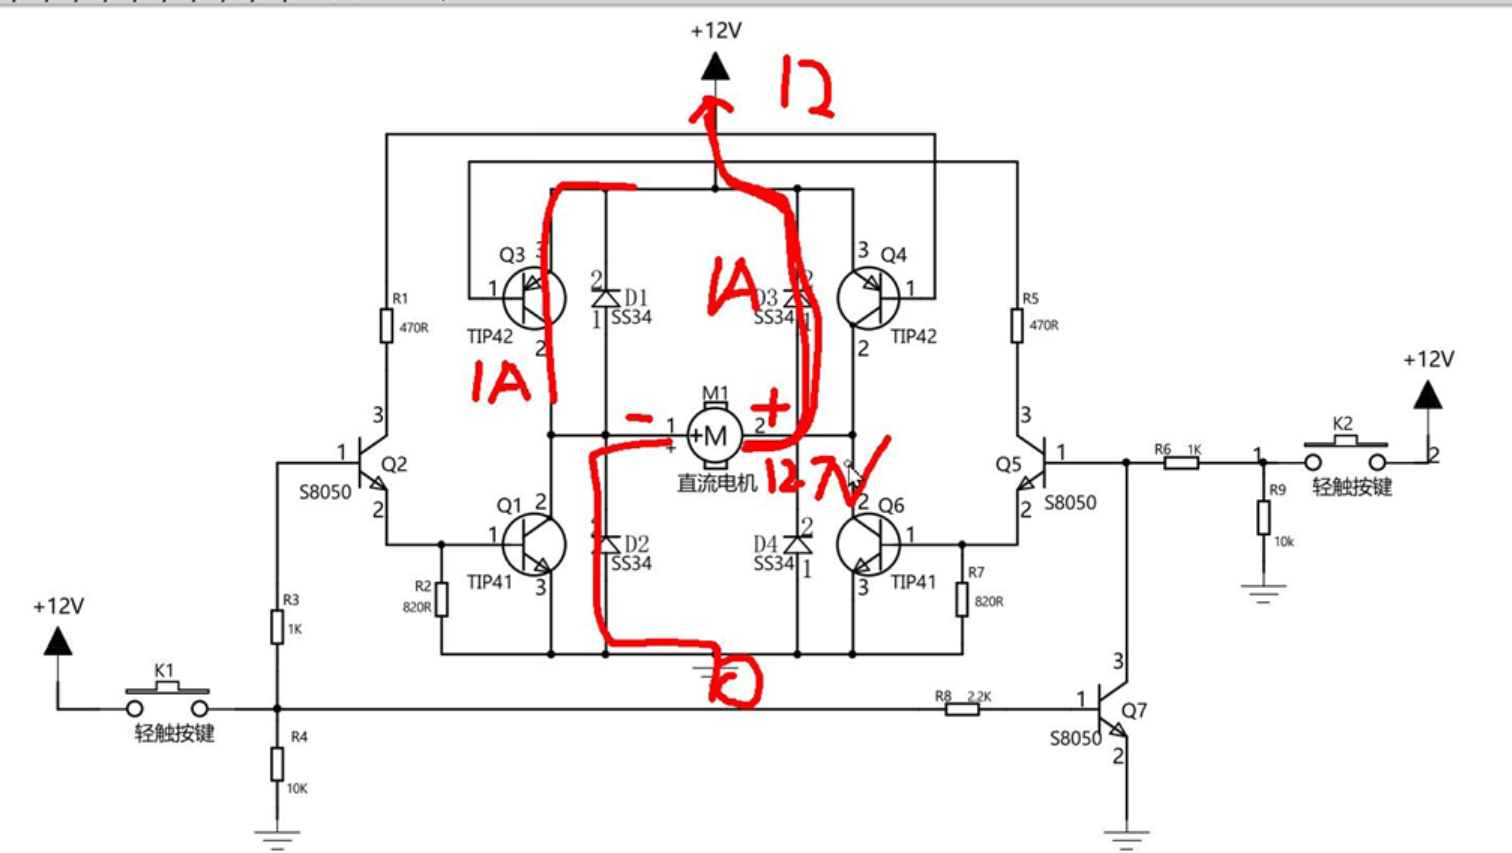 +12V
12
Q3
3
1
TIP42
2
2
D1
1
SS34
1A
D3
2
SS34
1
3
Q4
1
TIP42
2
R1
470R
R5
470R
1A
-
+
M1
1
+M
2
+
直流电机
12V
3
1
Q2
S8050
2
3
Q5
1
S8050
2
R6
1K
1
K2
+12V
2
轻触按键
R9
10k
Q1
2
1
TIP41
3
2
D2
SS34
D4
2
SS34
1
2
Q6
1
TIP41
3
R2
820R
R7
820R
0
+12V
K1
轻触按键
R3
1K
R4
10K
R8
2.2K
3
1
Q7
S8050
2